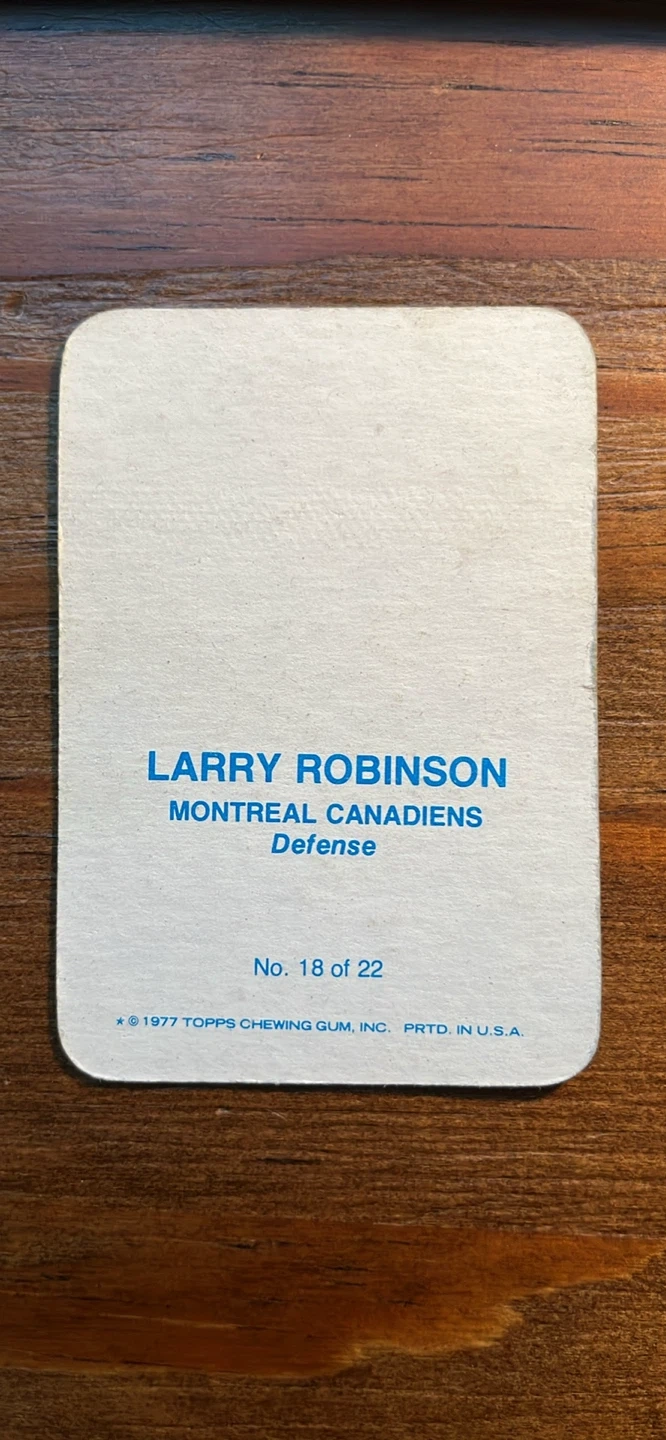 LARRY ROBINSON
MONTREAL CANADIENS
Defense
No. 18 of 22
★ © 1977 TOPPS CHEWING GUM, INC. PRTD. IN U.S.A.